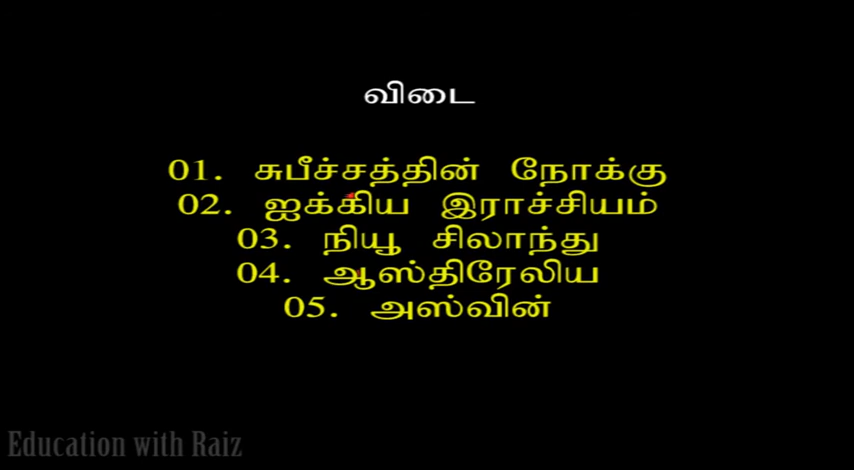 விடை
01. சுபீச்சத்தின் நோக்கு
02. ஐக்கிய இராச்சியம்
03. நியூ சிலாந்து
04. ஆஸ்திரேலிய
05. அஸ்வின்
Education with Raiz